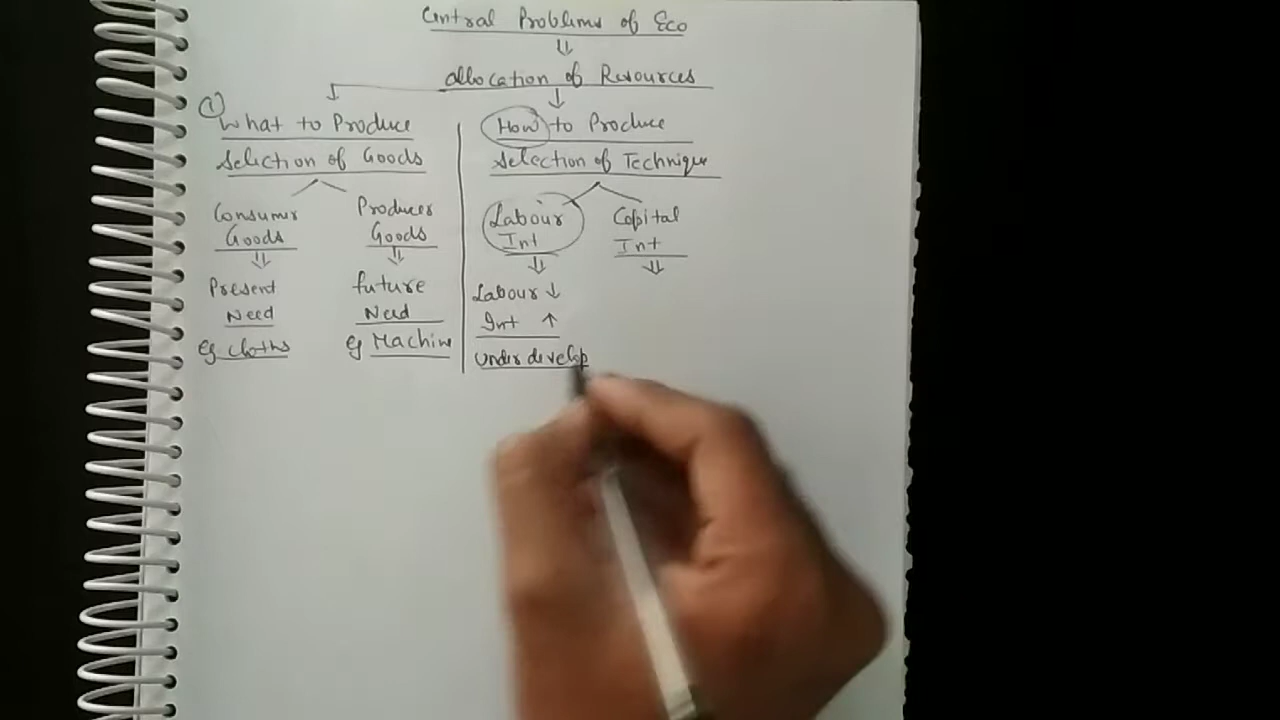 Central Problems of Eco
⇓
allocation of Resources
① What to Produce
Selection of Goods
Consumer Goods
⇓
Present Need
eg Cloths
Producer Goods
⇓
future Need
eg Machine
How to Produce
Selection of Technique
Labour Int
⇓
Labour ↓
Int ↑
Under develop
Capital Int
⇓